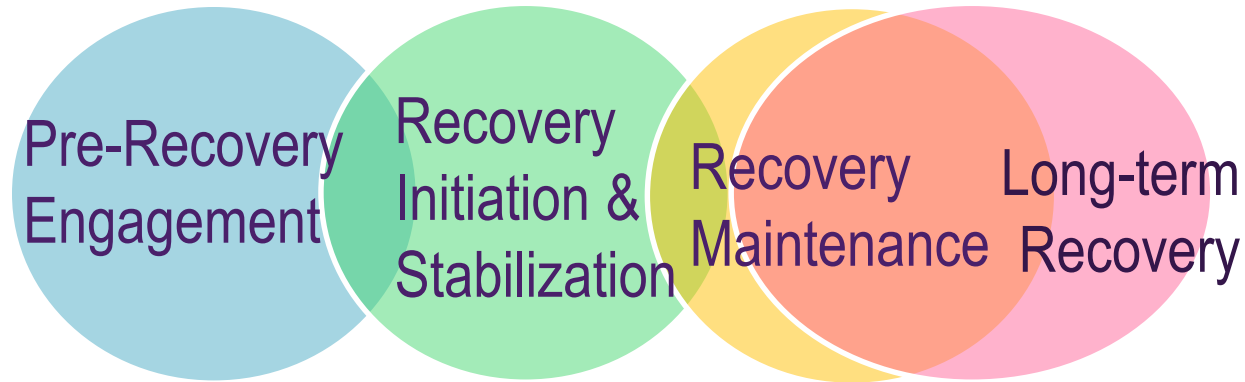 Pre-Recovery
Engagement
Recovery
Initiation &
Stabilization
Recovery
Maintenance
Long-term
Recovery